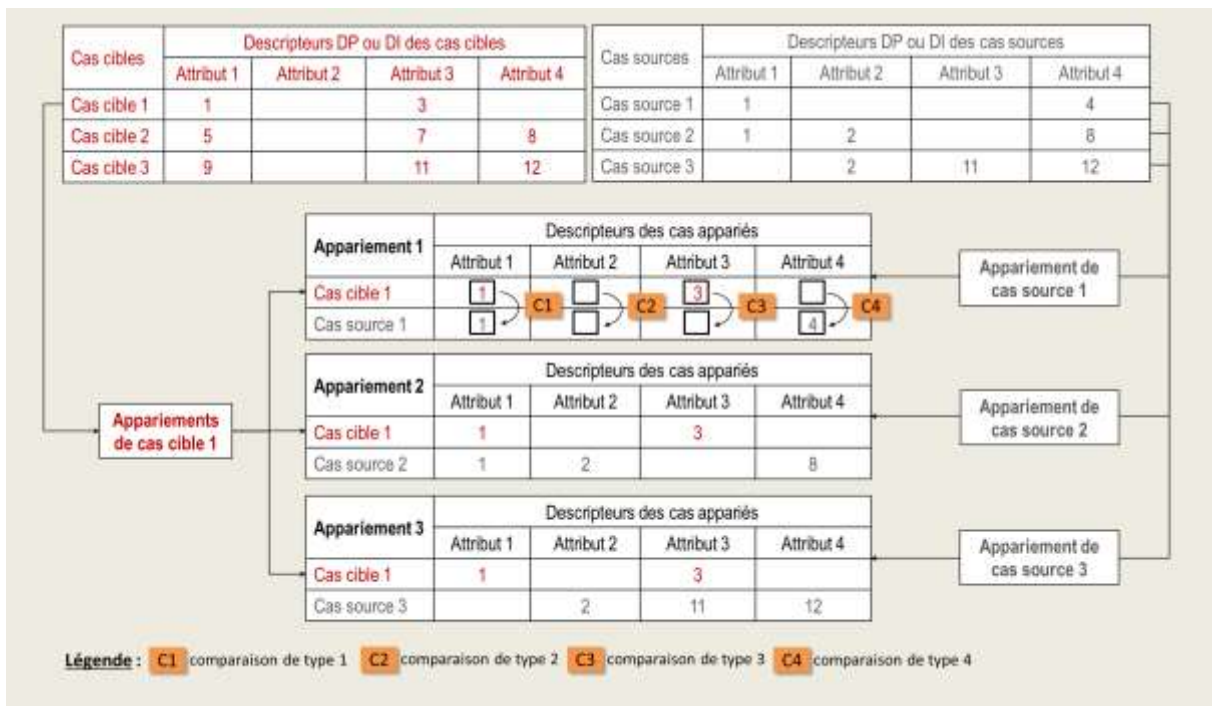 Cas cibles Descripteurs DP ou DI des cas cibles
Attribut 1 Attribut 2 Attribut 3 Attribut 4
Cas cible 1 1 3
Cas cible 2 5 7 8
Cas cible 3 9 11 12
Cas sources Descripteurs DP ou DI des cas sources
Attribut 1 Attribut 2 Attribut 3 Attribut 4
Cas source 1 1 4
Cas source 2 1 2 8
Cas source 3 2 11 12
Appariement 1 Descripteurs des cas appariés
Attribut 1 Attribut 2 Attribut 3 Attribut 4
Cas cible 1 1 3
C1 C2 C3 C4
Cas source 1 1 4
Appariement de
cas source 1
Appariements
de cas cible 1
Appariement 2 Descripteurs des cas appariés
Attribut 1 Attribut 2 Attribut 3 Attribut 4
Cas cible 1 1 3
Cas source 2 1 2 8
Appariement de
cas source 2
Appariement 3 Descripteurs des cas appariés
Attribut 1 Attribut 2 Attribut 3 Attribut 4
Cas cible 1 1 3
Cas source 3 2 11 12
Appariement de
cas source 3
Légende : C1 comparaison de type 1 C2 comparaison de type 2 C3 comparaison de type 3 C4 comparaison de type 4